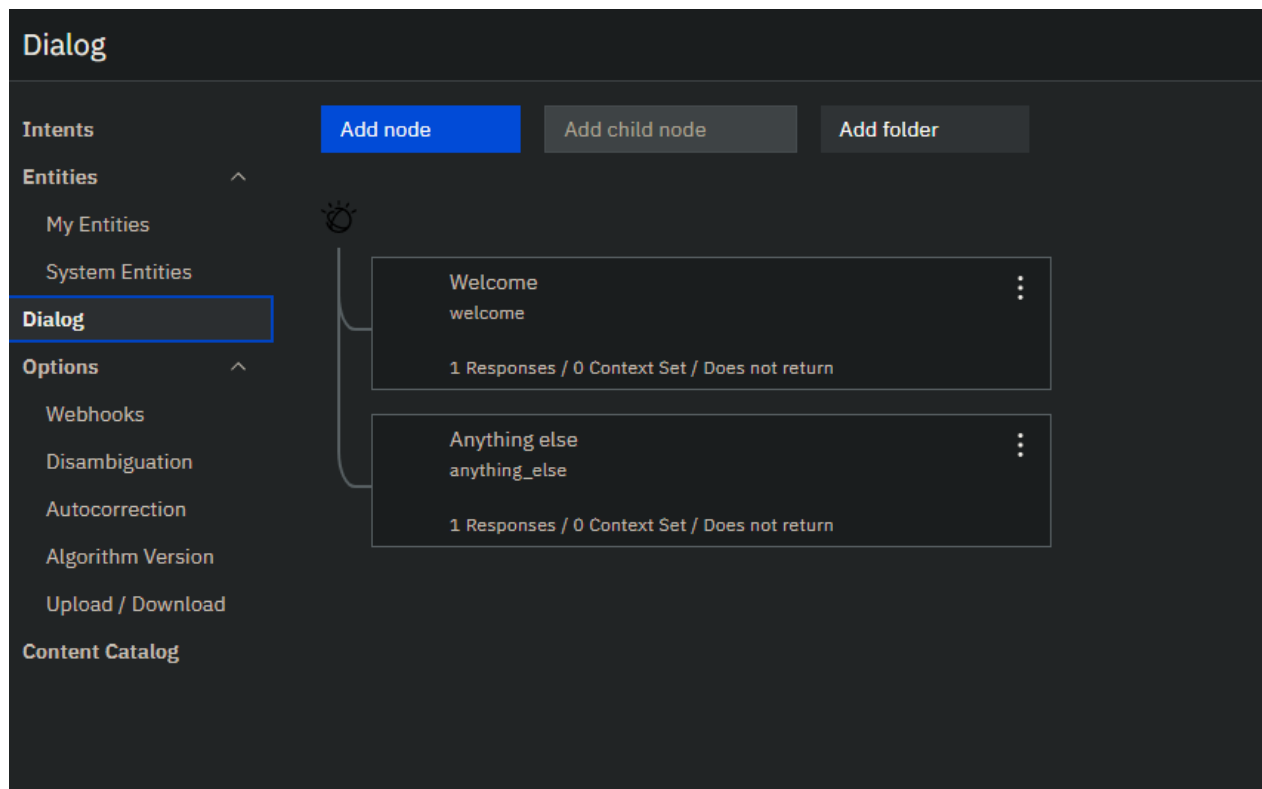 Dialog
Intents
Entities
My Entities
System Entities
Dialog
Options
Webhooks
Disambiguation
Autocorrection
Algorithm Version
Upload / Download
Content Catalog
Add node
Add child node
Add folder
Welcome
welcome
1 Responses / 0 Context Set / Does not return
Anything else
anything_else
1 Responses / 0 Context Set / Does not return